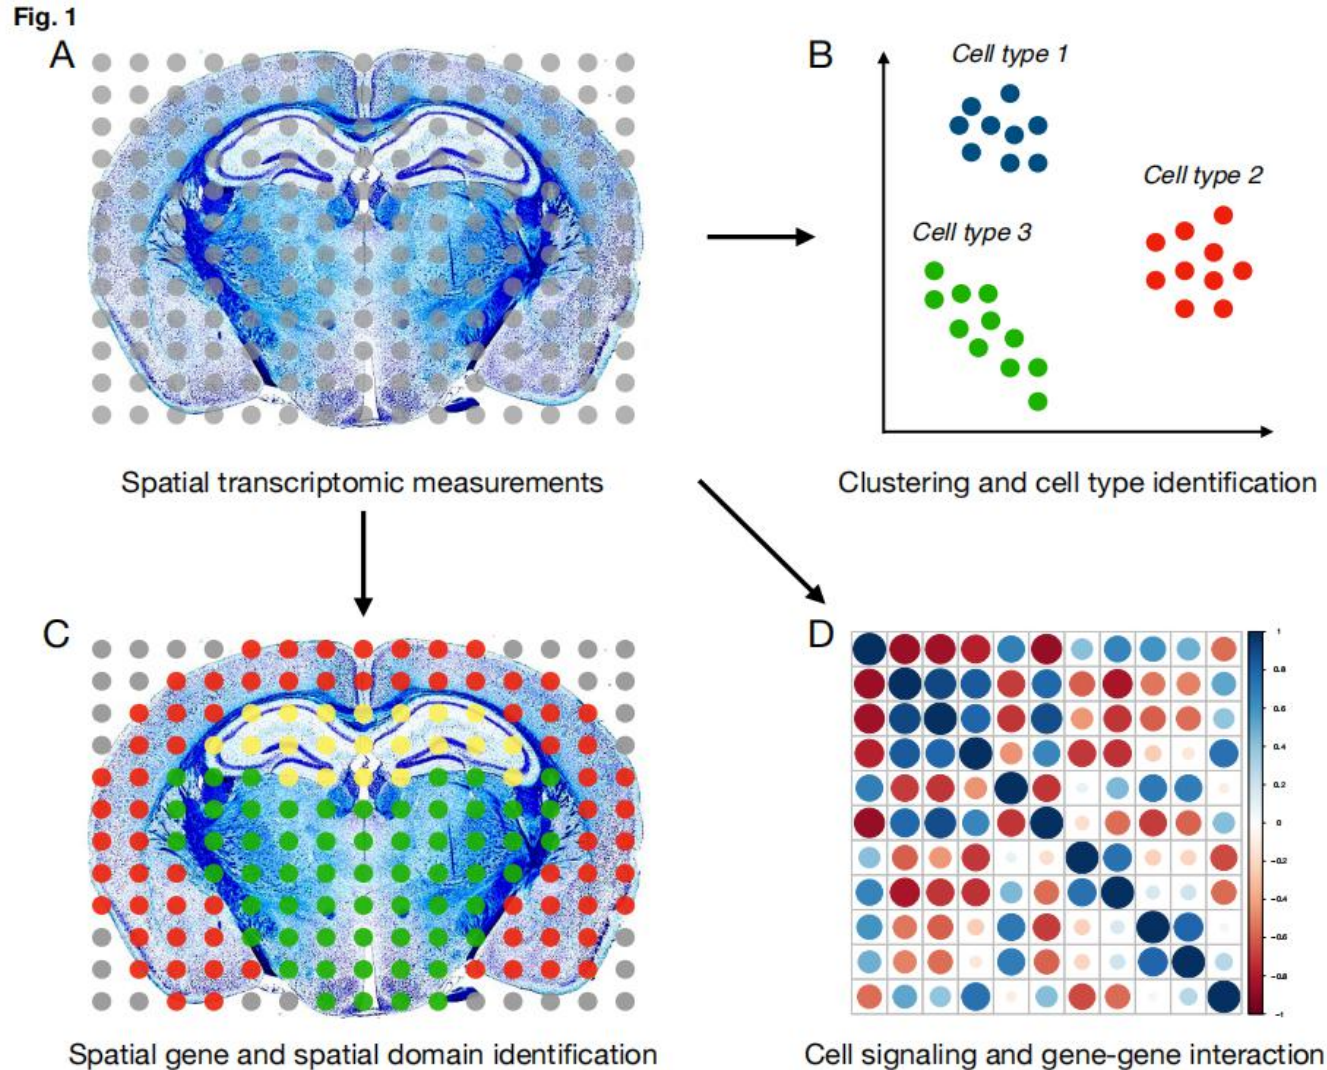 Fig. 1
A
B
Cell type 1
Cell type 2
Cell type 3
Spatial transcriptomic measurements
Clustering and cell type identification
C
D
1
0.8
0.6
0.4
0.2
0
−0.2
−0.4
−0.6
−0.8
−1
Spatial gene and spatial domain identification
Cell signaling and gene-gene interaction